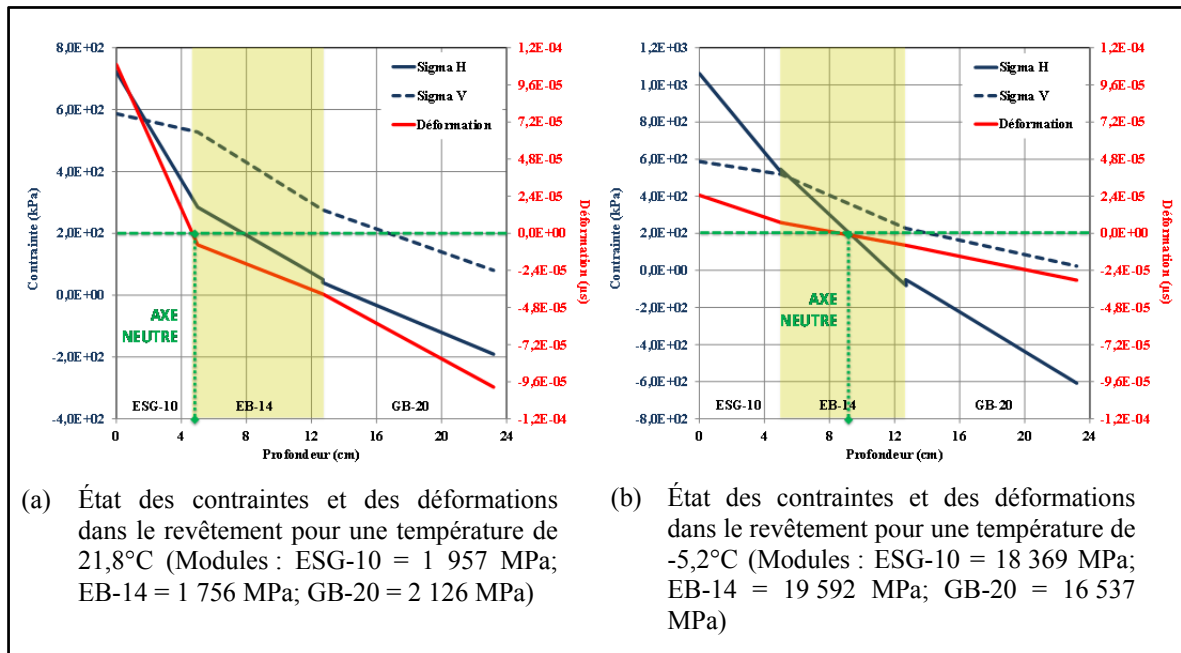 8,0E+02
6,0E+02
4,0E+02
2,0E+02
0,0E+00
-2,0E+02
-4,0E+02
Contrainte (kPa)
Sigma H
Sigma V
Déformation
AXE
NEUTRE
ESG-10
EB-14
GB-20
0
4
8
12
16
20
24
Profondeur (cm)
1,2E-04
9,6E-05
7,2E-05
4,8E-05
2,4E-05
0,0E+00
-2,4E-05
-4,8E-05
-7,2E-05
-9,6E-05
-1,2E-04
Déformation (µs)
1,2E+03
1,0E+03
8,0E+02
6,0E+02
4,0E+02
2,0E+02
0,0E+00
-2,0E+02
-4,0E+02
-6,0E+02
-8,0E+02
Contrainte (kPa)
Sigma H
Sigma V
Déformation
AXE
NEUTRE
ESG-10
EB-14
GB-20
0
4
8
12
16
20
24
Profondeur (cm)
1,2E-04
9,6E-05
7,2E-05
4,8E-05
2,4E-05
0,0E+00
-2,4E-05
-4,8E-05
-7,2E-05
-9,6E-05
-1,2E-04
Déformation (µs)
(a) État des contraintes et des déformations
dans le revêtement pour une température de
21,8°C (Modules : ESG-10 = 1 957 MPa;
EB-14 = 1 756 MPa; GB-20 = 2 126 MPa)
(b) État des contraintes et des déformations
dans le revêtement pour une température de
-5,2°C (Modules : ESG-10 = 18 369 MPa;
EB-14 = 19 592 MPa; GB-20 = 16 537
MPa)